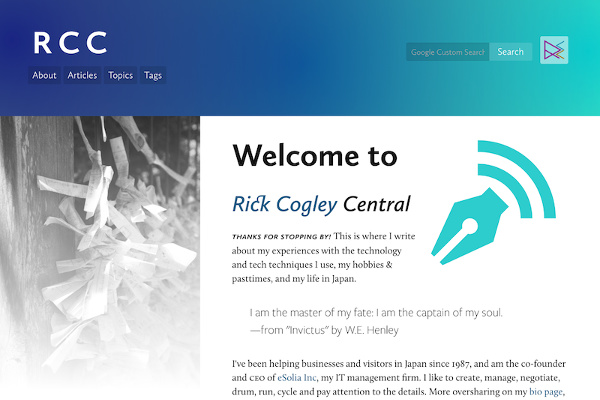 RCC
Google Custom Search
Search
About
Articles
Topics
Tags
Welcome to
Rick Cogley Central
THANKS FOR STOPPING BY! This is where I write
about my experiences with the technology
and tech techniques I use, my hobbies &
pasttimes, and my life in Japan.
I am the master of my fate: I am the captain of my soul.
—from "Invictus" by W.E. Henley
I've been helping businesses and visitors in Japan since 1987, and am the co-founder
and CEO of eSolia Inc, my IT management firm. I like to create, manage, negotiate,
drum, run, cycle and pay attention to the details. More oversharing on my bio page,